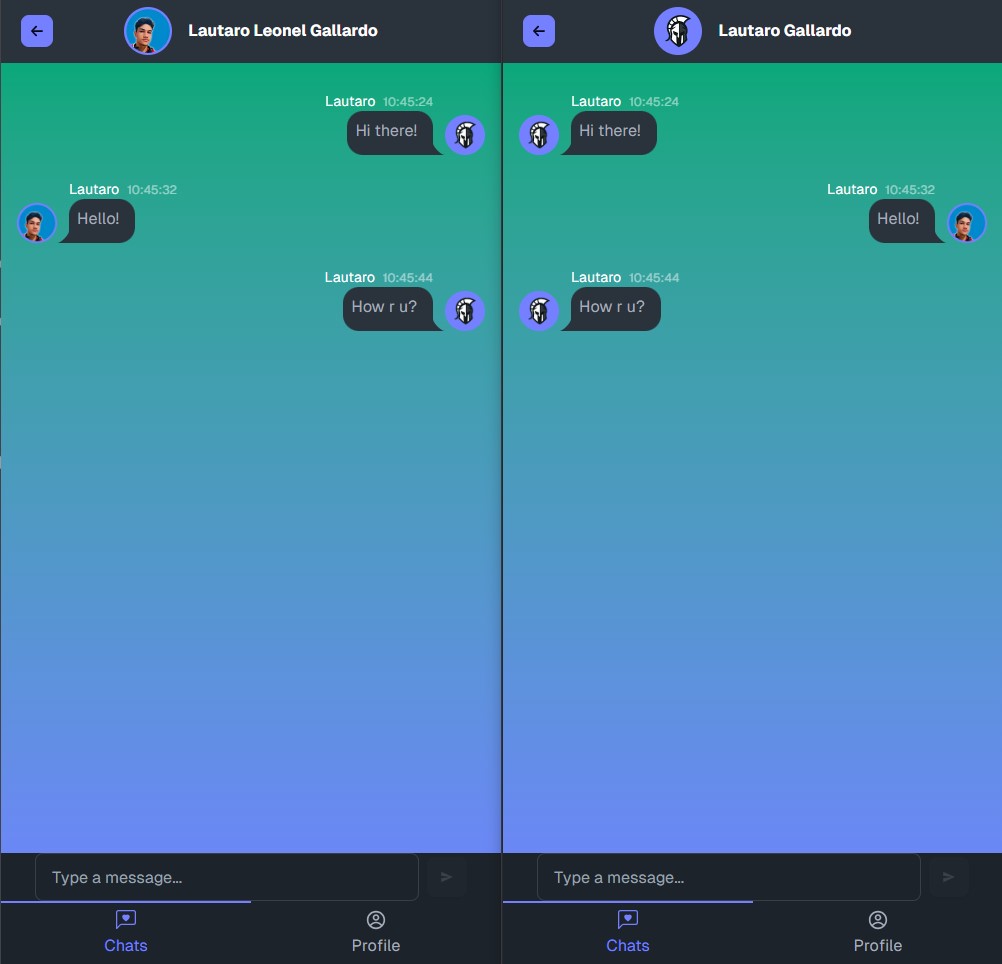 Lautaro Leonel Gallardo
Lautaro 10:45:24
Hi there!
Lautaro 10:45:32
Hello!
Lautaro 10:45:44
How r u?
Type a message...
Chats
Profile
Lautaro Gallardo
Lautaro 10:45:24
Hi there!
Lautaro 10:45:32
Hello!
Lautaro 10:45:44
How r u?
Type a message...
Chats
Profile